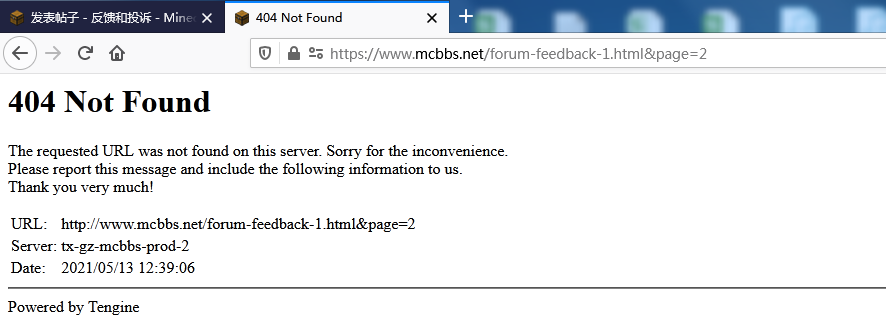 发表帖子 - 反馈和投诉 - Mine
404 Not Found
https://www.mcbbs.net/forum-feedback-1.html&page=2
404 Not Found
The requested URL was not found on this server. Sorry for the inconvenience.
Please report this message and include the following information to us.
Thank you very much!
URL: http://www.mcbbs.net/forum-feedback-1.html&page=2
Server: tx-gz-mcbbs-prod-2
Date: 2021/05/13 12:39:06
Powered by Tengine